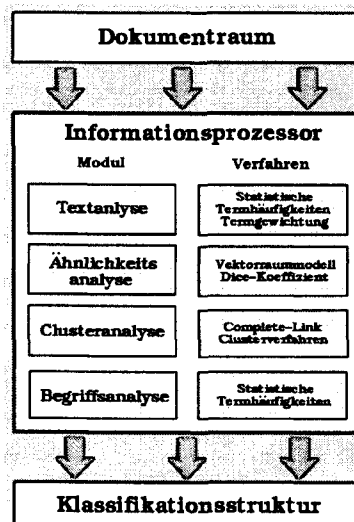 Dokumentraum
Informationsprozessor
Modul Verfahren
Textanalyse
Statistische
Termhäufigkeiten
Termgewichtung
Ähnlichkeits
analyse
Vektorraummodell
Dice-Koeffizient
Clusteranalyse
Complete-Link
Clusterverfahren
Begriffsanalyse
Statistische
Termhäufigkeiten
Klassifikationsstruktur